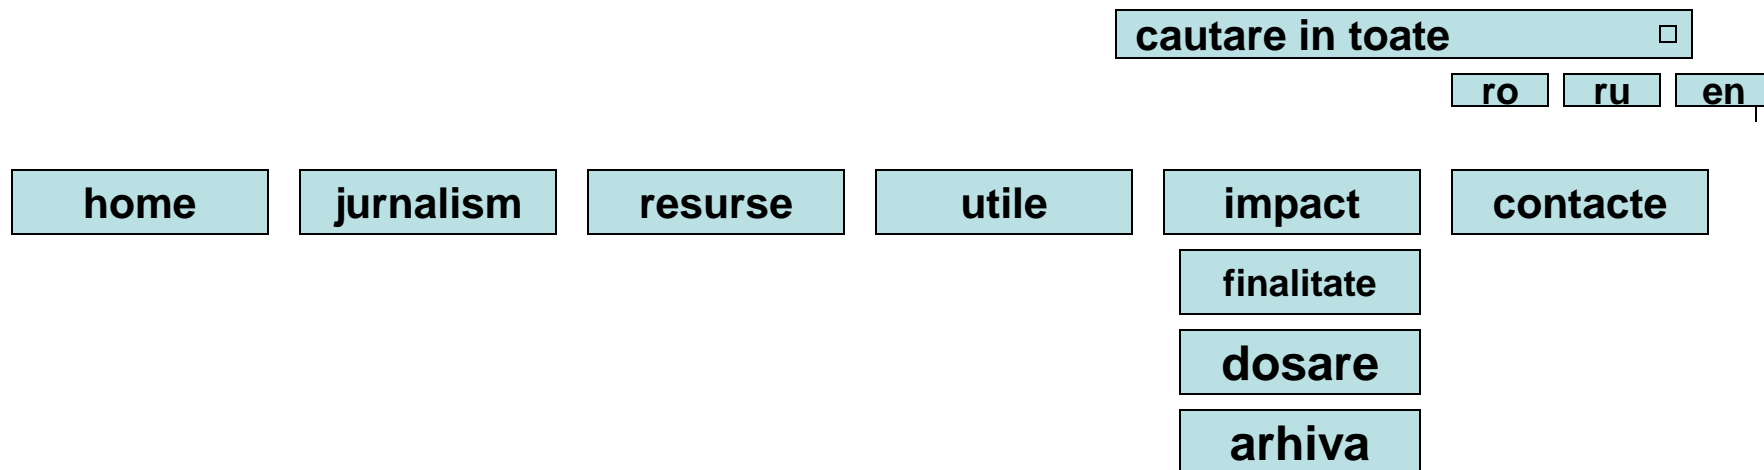 cautare in toate
ro ru en
home jurnalism resurse utile impact contacte
finalitate
dosare
arhiva